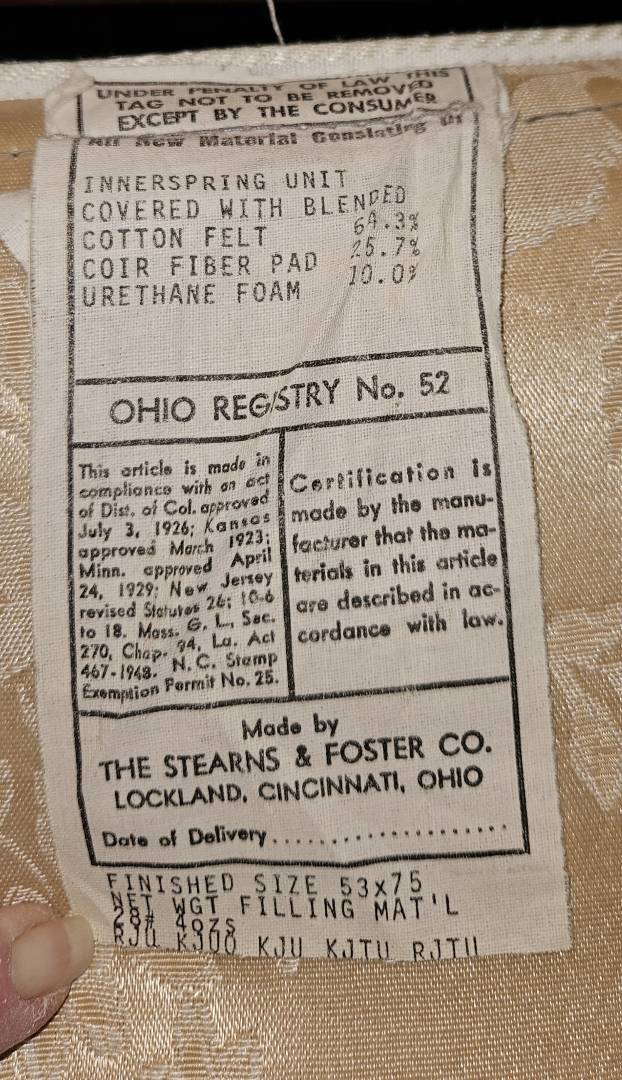 UNDER PENALTY OF LAW THIS
TAG NOT TO BE REMOVED
EXCEPT BY THE CONSUMER
All New Material Consisting of
INNERSPRING UNIT
COVERED WITH BLENDED
COTTON FELT 64.3%
COIR FIBER PAD 25.7%
URETHANE FOAM 10.0%
OHIO REGISTRY No. 52
This article is made in
compliance with an act
of Dist. of Col. approved
July 3, 1926; Kansas
approved March 1923;
Minn. approved April
24, 1929; New Jersey
revised Statutes 26; 10-6
to 18. Mass. G. L., Sec.
270, Chap. 94, La. Act
467-1948. N.C. Stamp
Exemption Permit No. 25.
Certification is
made by the manu-
facturer that the ma-
terials in this article
are described in ac-
cordance with law.
Made by
THE STEARNS & FOSTER CO.
LOCKLAND, CINCINNATI, OHIO
Date of Delivery......................
FINISHED SIZE 53x75
NET WGT FILLING MAT'L
4OZS
KJU KJTU RJTU